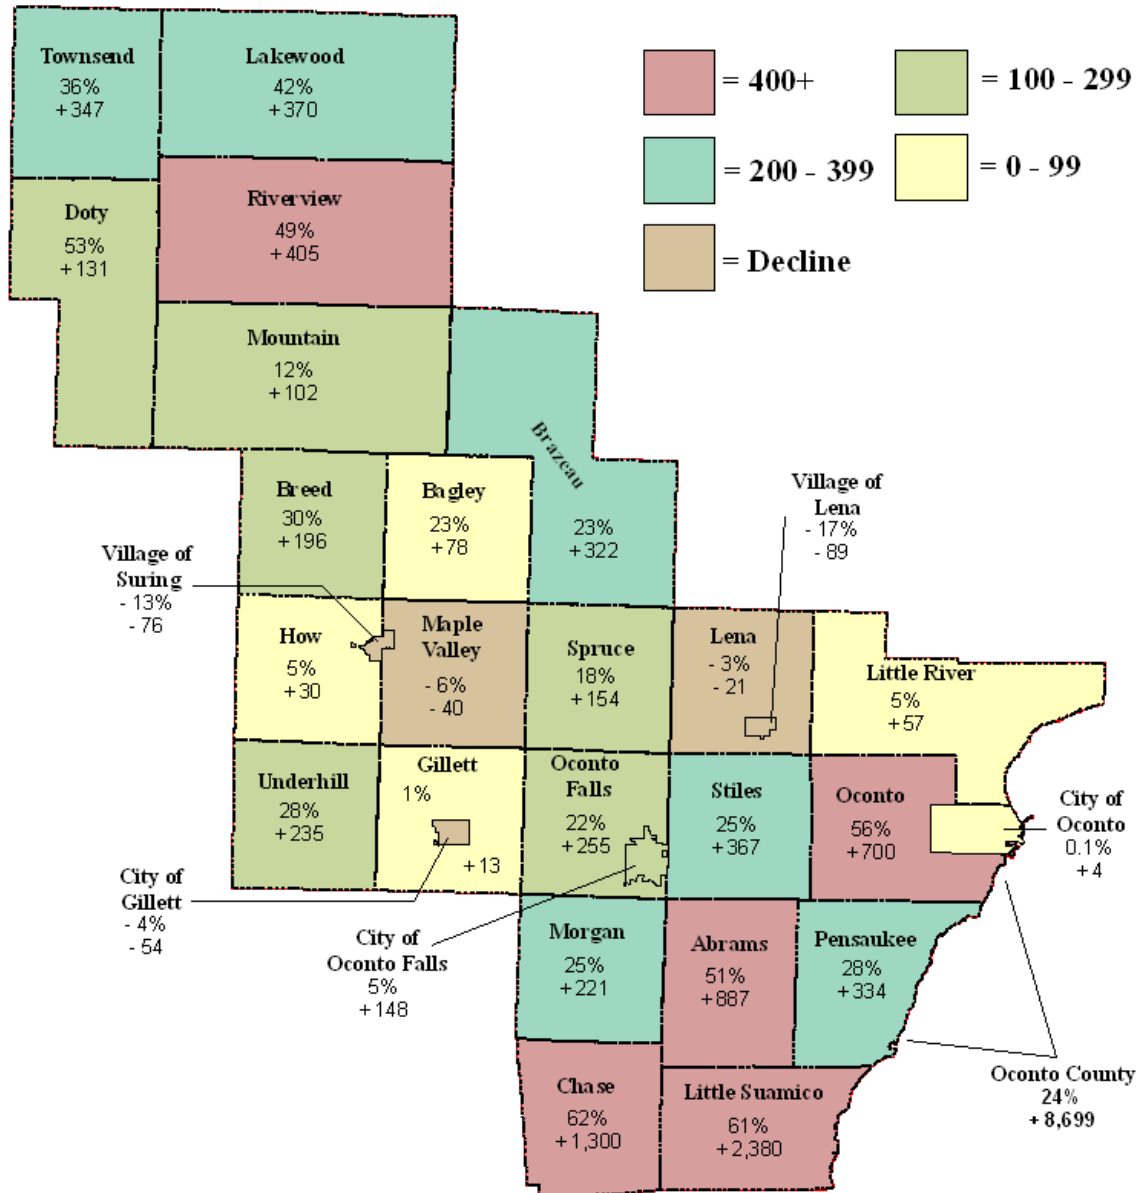 Townsend
36%
+347
Lakewood
42%
+370
= 400+
= 100 - 299
= 200 - 399
= 0 - 99
= Decline
Doty
53%
+131
Riverview
49%
+405
Mountain
12%
+102
Brazeau
23%
+322
Breed
30%
+196
Bagley
23%
+78
Village of
Lena
- 17%
- 89
Village of
Suring
- 13%
- 76
How
5%
+30
Maple
Valley
- 6%
- 40
Spruce
18%
+154
Lena
- 3%
- 21
Little River
5%
+57
Underhill
28%
+235
Gillett
1%
+13
Oconto
Falls
22%
+255
Stiles
25%
+367
Oconto
56%
+700
City of
Oconto
0.1%
+4
City of
Gillett
- 4%
- 54
City of
Oconto Falls
5%
+148
Morgan
25%
+221
Abrams
51%
+887
Pensaukee
28%
+334
Chase
62%
+1,300
Little Suamico
61%
+2,380
Oconto County
24%
+8,699